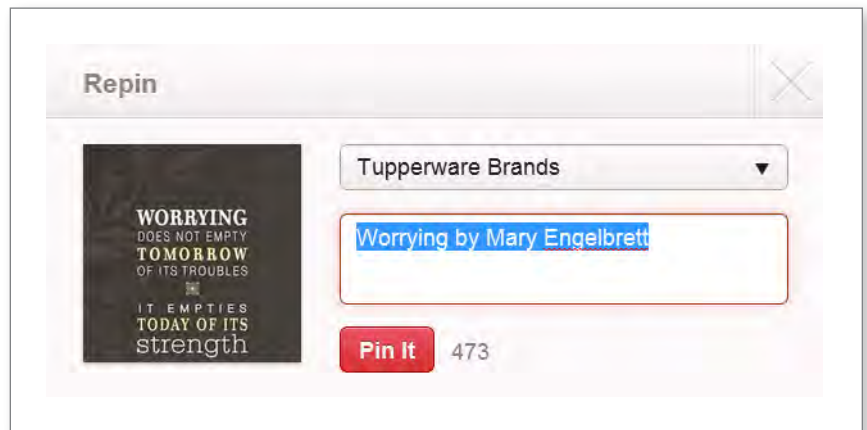 Repin
WORRYING
DOES NOT EMPTY
TOMORROW
OF ITS TROUBLES
IT EMPTIES
TODAY OF ITS
strength
Tupperware Brands
Worrying by Mary Engelbrett
Pin It 473